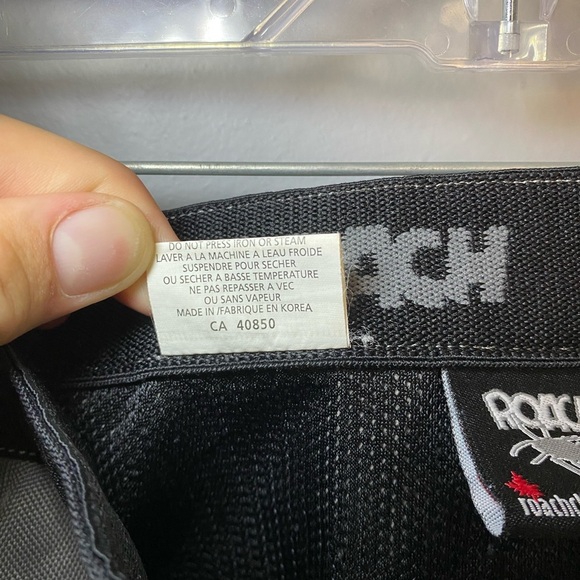 DO NOT PRESS IRON OR STEAM
LAVER A LA MACHINE A LEAU FROIDE
SUSPENDRE POUR SECHER
OU SECHER A BASSE TEMPERATURE
NE PAS REPASSER A VEC
OU SANS VAPEUR
MADE IN /FABRIQUE EN KOREA
CA 40850